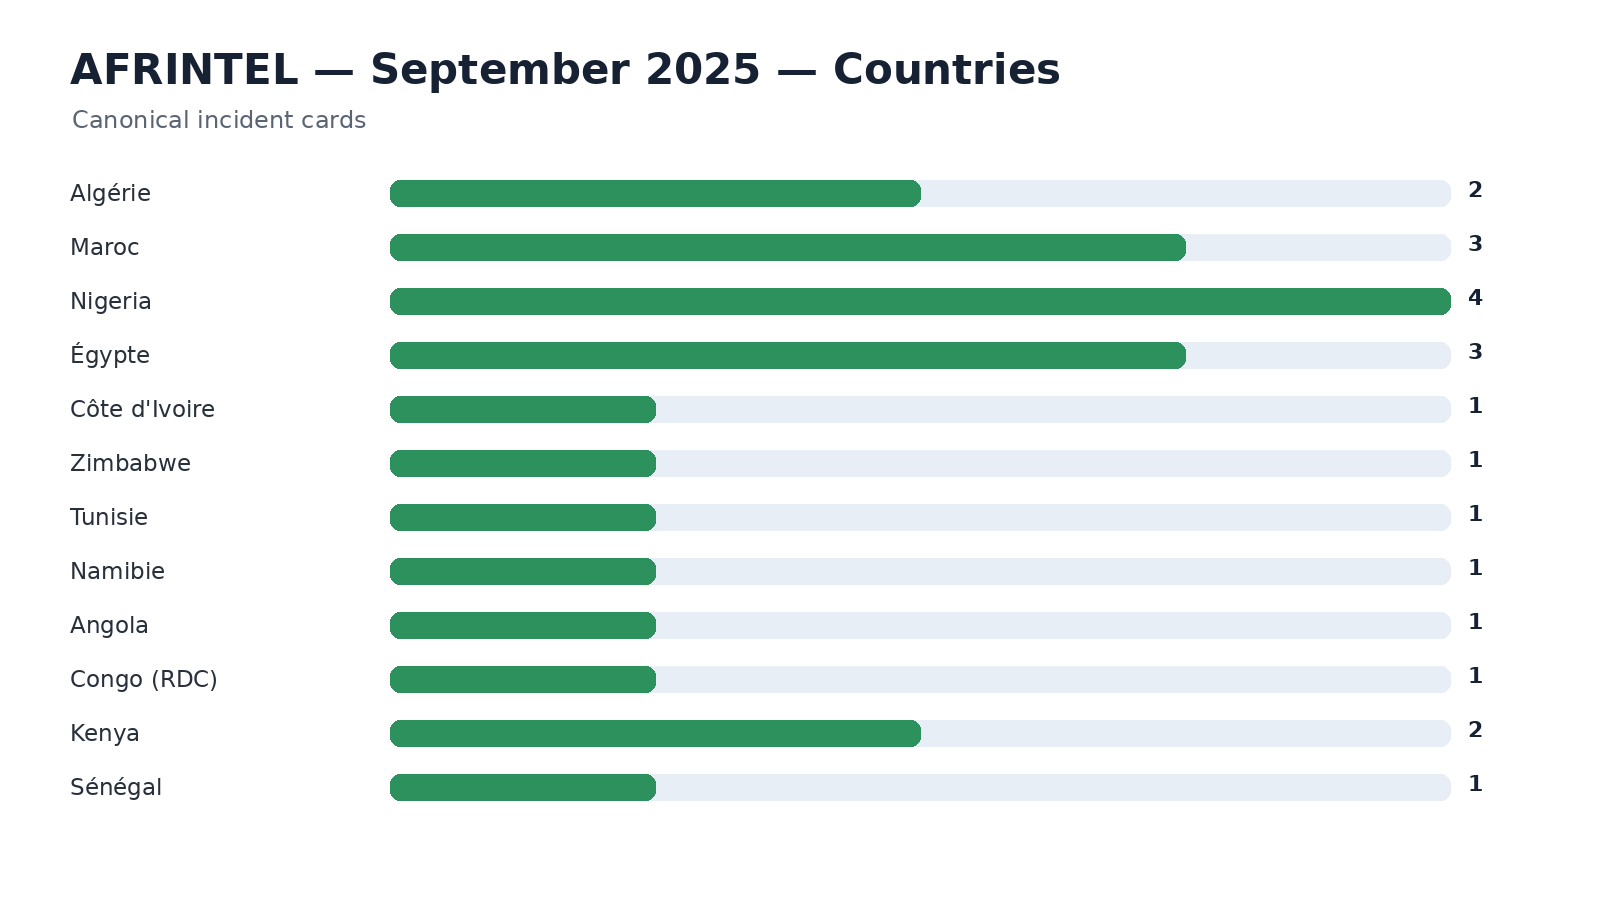 AFRINTEL — September 2025 — Countries
Canonical incident cards
Algérie 2
Maroc 3
Nigeria 4
Égypte 3
Côte d'Ivoire 1
Zimbabwe 1
Tunisie 1
Namibie 1
Angola 1
Congo (RDC) 1
Kenya 2
Sénégal 1